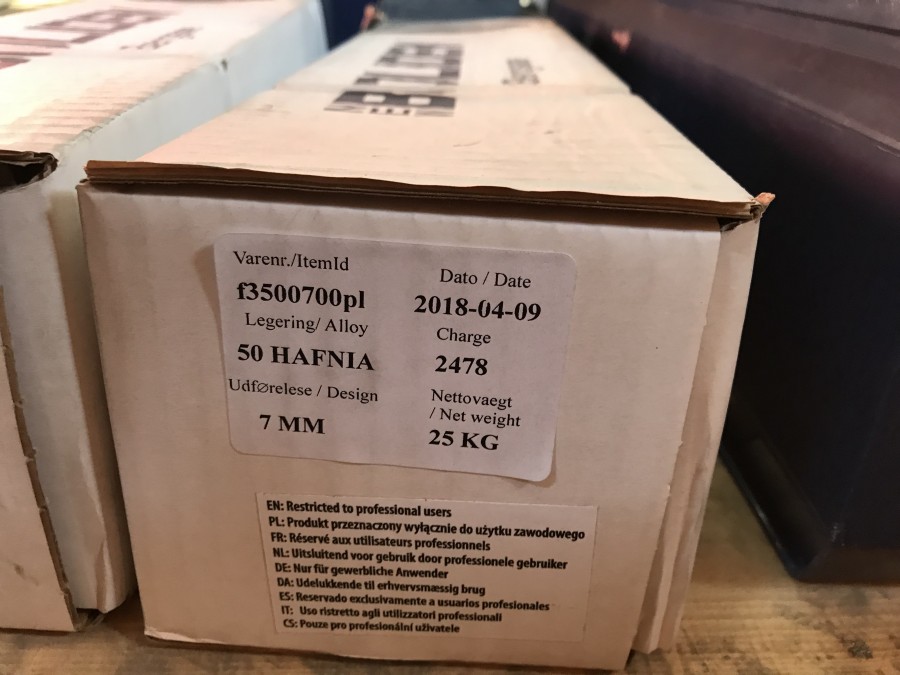 Varenr./ItemId
f3500700pl
Legering/ Alloy
50 HAFNIA
UdfØrelese / Design
7 MM
Dato / Date
2018-04-09
Charge
2478
Nettovaegt
/ Net weight
25 KG
EN: Restricted to professional users
PL: Produkt przeznaczony wyłącznie do użytku zawodowego
FR: Réservé aux utilisateurs professionnels
NL: Uitsluitend voor gebruik door professionele gebruiker
DE: Nur für gewerbliche Anwender
DA: Udelukkende til erhvervsmæssig brug
ES: Reservado exclusivamente a usuarios profesionales
IT: Uso ristretto agli utilizzatori professionali
CS: Pouze pro profesionální uživatele